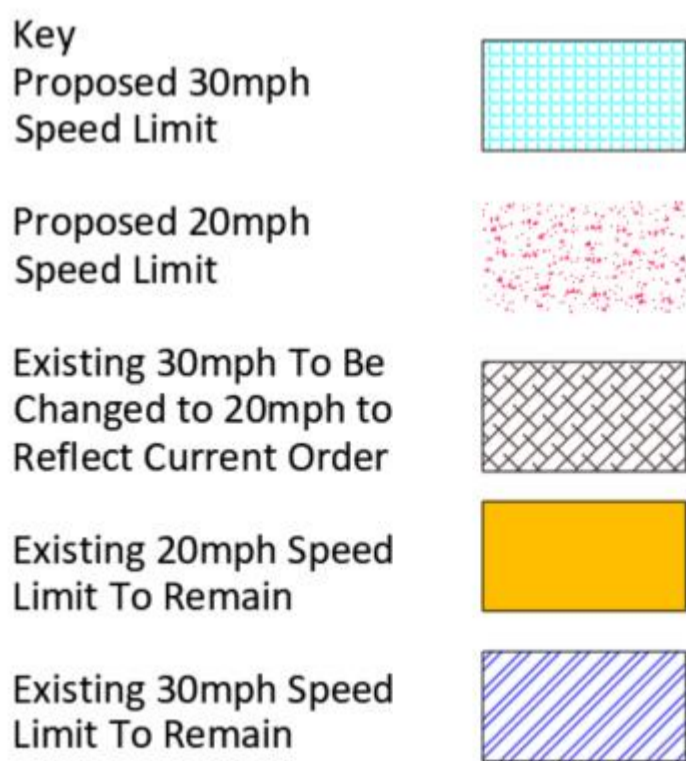 Key
Proposed 30mph
Speed Limit
Proposed 20mph
Speed Limit
Existing 30mph To Be
Changed to 20mph to
Reflect Current Order
Existing 20mph Speed
Limit To Remain
Existing 30mph Speed
Limit To Remain